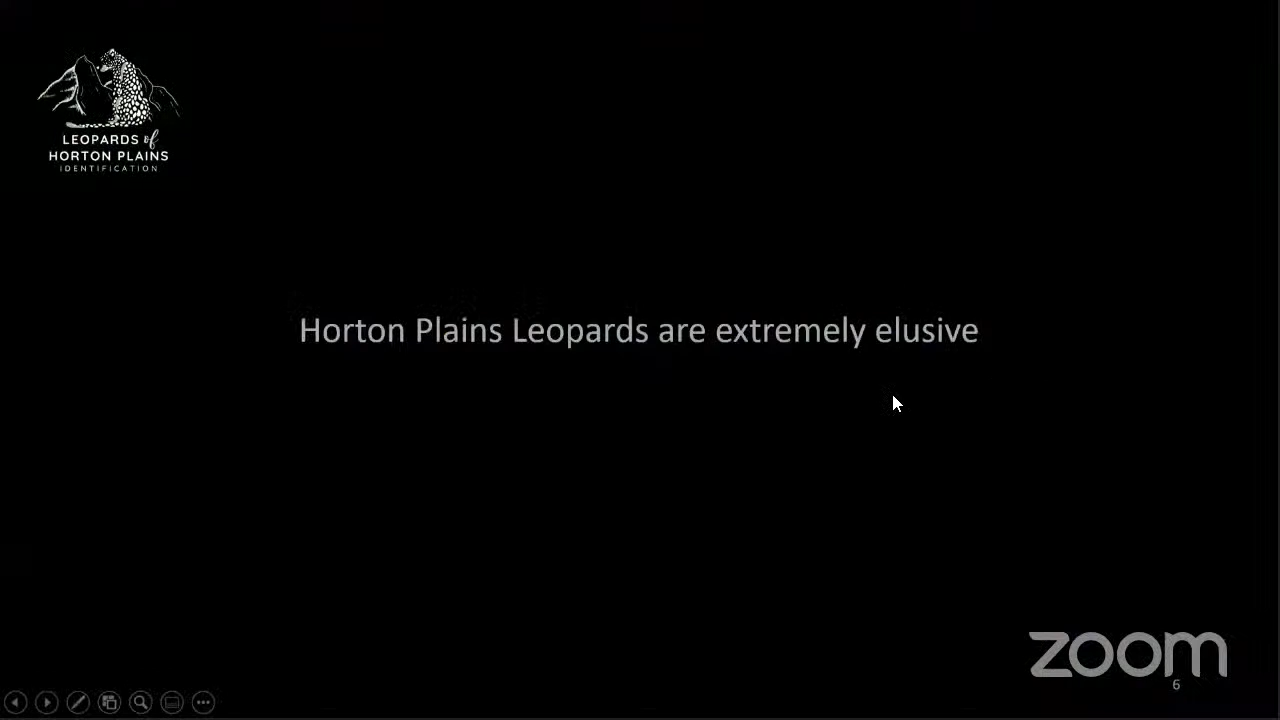 LEOPARDS of
HORTON PLAINS
IDENTIFICATION
Horton Plains Leopards are extremely elusive
zoom
6